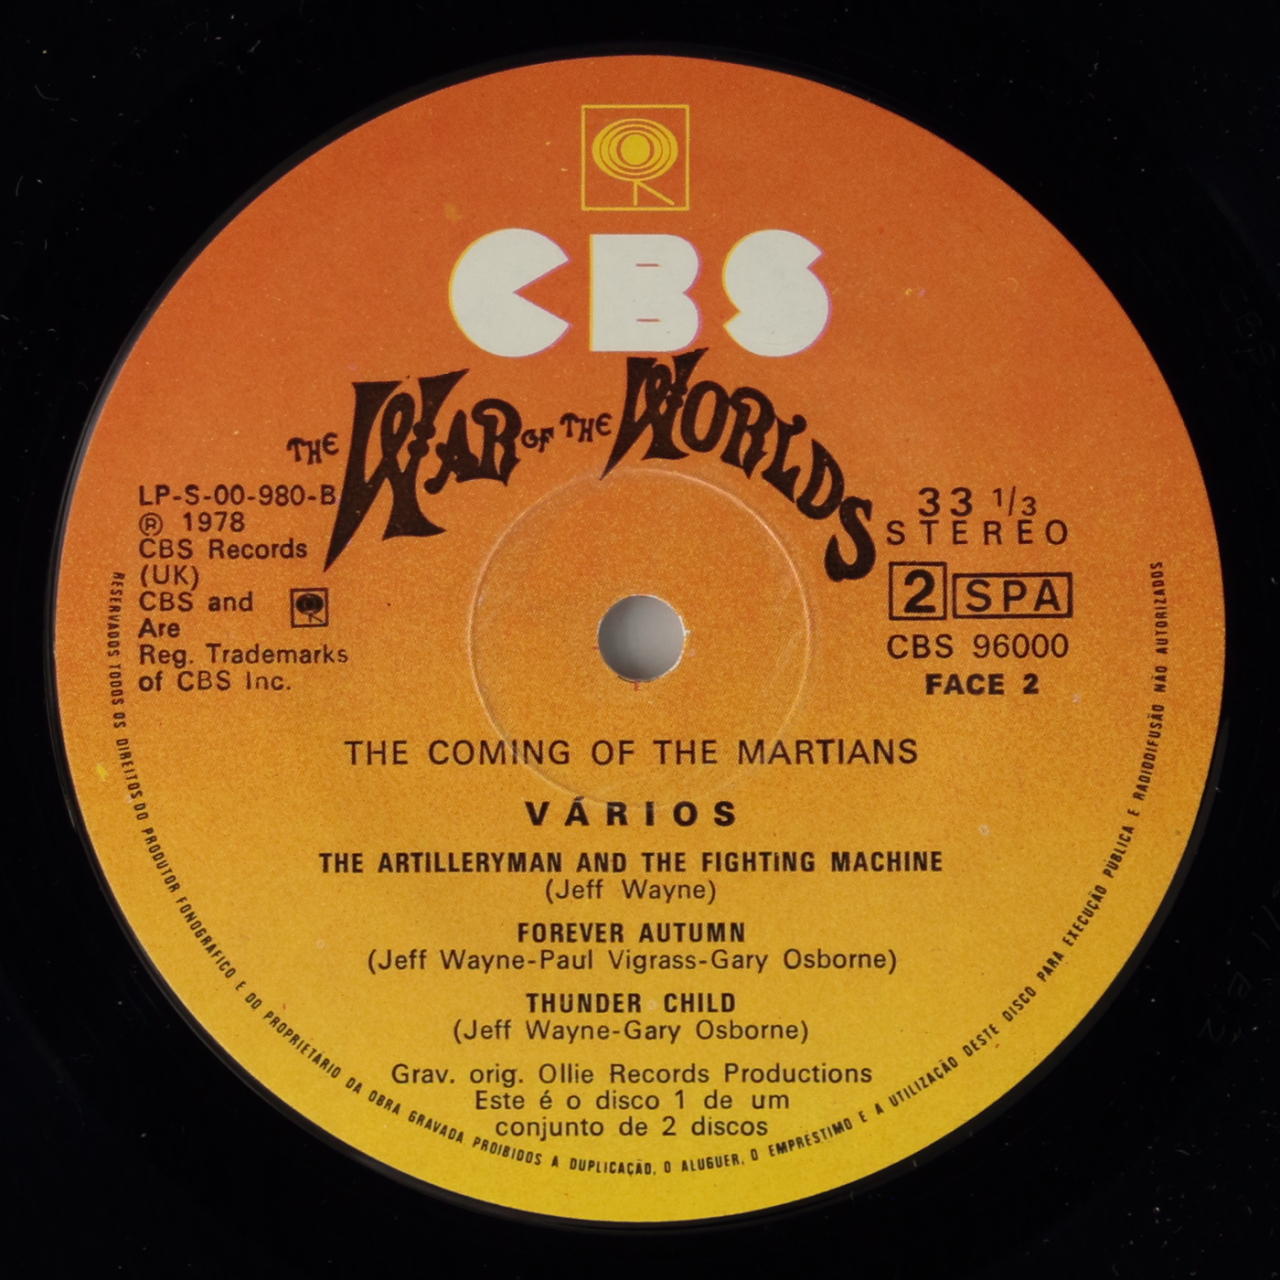 CBS
THE WAR OF THE WORLDS
LP-S-00-980-B
℗ 1978
CBS Records
(UK)
CBS and
Are
Reg. Trademarks
of CBS Inc.
33 1/3
STEREO
2 SPA
CBS 96000
FACE 2
THE COMING OF THE MARTIANS
VÁRIOS
THE ARTILLERYMAN AND THE FIGHTING MACHINE
(Jeff Wayne)
FOREVER AUTUMN
(Jeff Wayne-Paul Vigrass-Gary Osborne)
THUNDER CHILD
(Jeff Wayne-Gary Osborne)
Grav. orig. Ollie Records Productions
Este é o disco 1 de um
conjunto de 2 discos
RESERVADOS TODOS OS DIREITOS DO PRODUTOR FONOGRAFICO E DO PROPRIETARIO DA OBRA GRAVADA PROIBIDOS A DUPLICAÇÃO, O ALUGUER, O EMPRÉSTIMO E A UTILIZAÇÃO DESTE DISCO PARA EXECUÇÃO PÚBLICA E RADIODIFUSÃO NÃO AUTORIZADOS